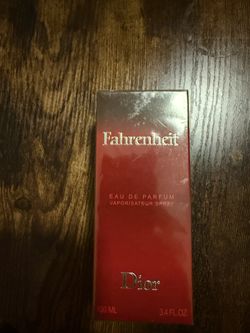 Fahrenheit
EAU DE PARFUM
VAPORISATEUR SPRAY
Dior
100 ML 3.4 FL.OZ